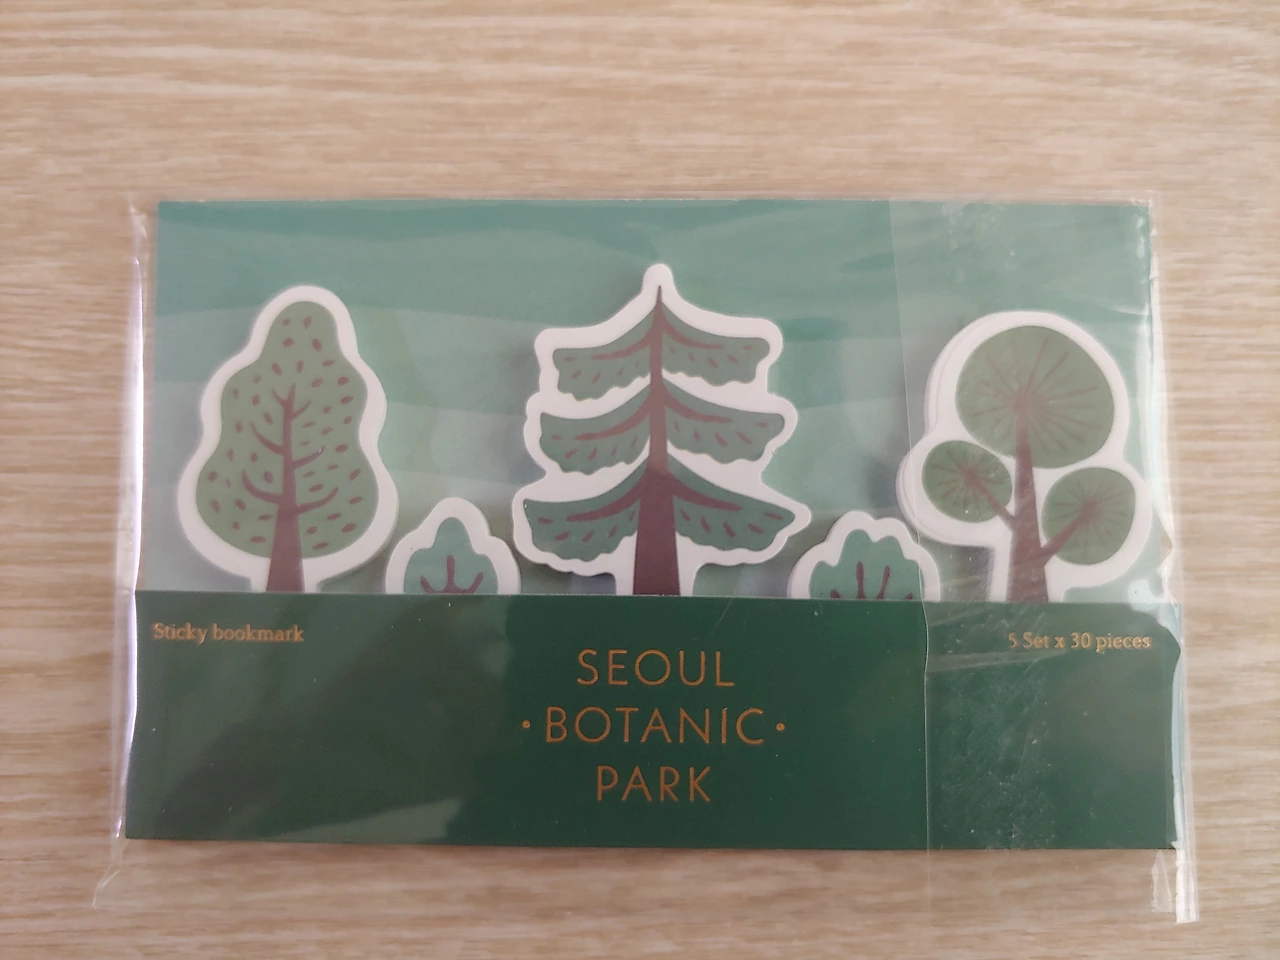 Sticky bookmark
5 Set x 30 pieces
SEOUL
·BOTANIC·
PARK